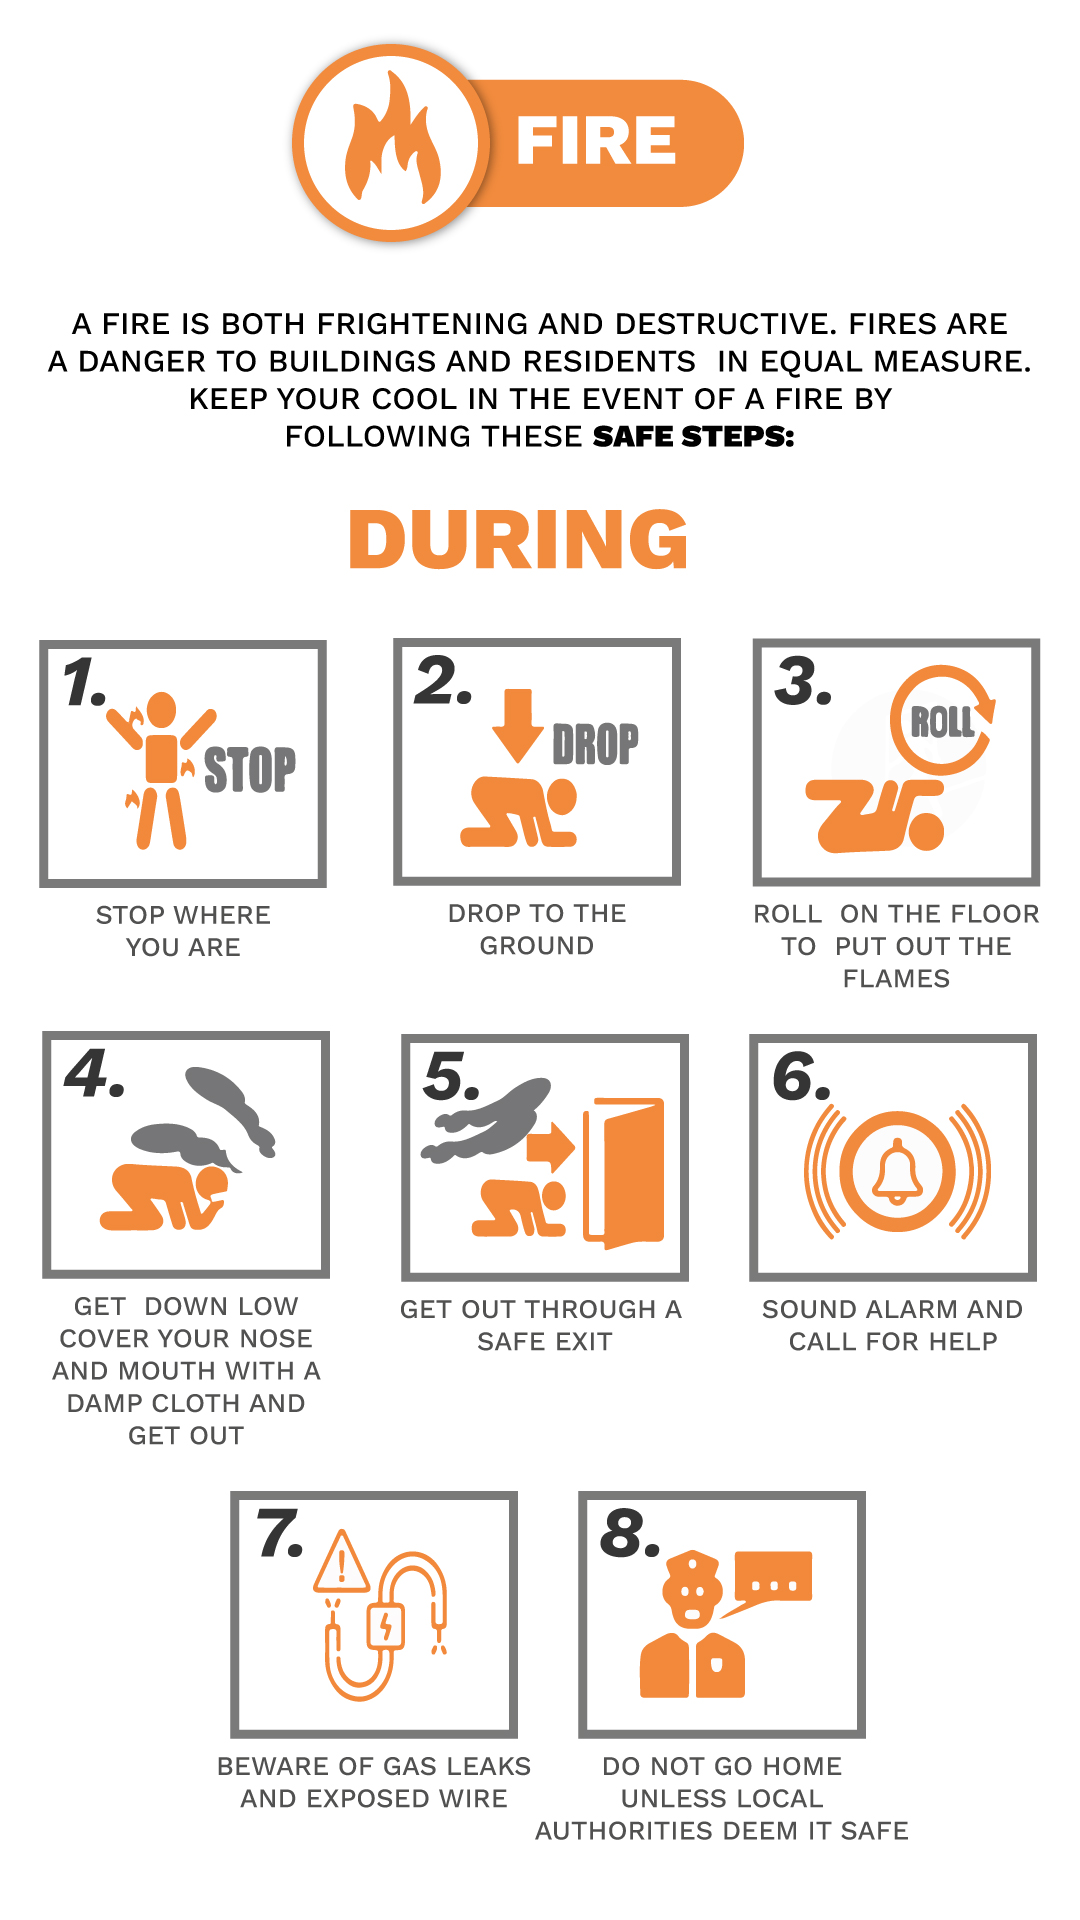 FIRE
A FIRE IS BOTH FRIGHTENING AND DESTRUCTIVE. FIRES ARE
A DANGER TO BUILDINGS AND RESIDENTS IN EQUAL MEASURE.
KEEP YOUR COOL IN THE EVENT OF A FIRE BY
FOLLOWING THESE SAFE STEPS:
DURING
1.
STOP
STOP WHERE
YOU ARE
2.
DROP
DROP TO THE
GROUND
3.
ROLL
ROLL ON THE FLOOR
TO PUT OUT THE
FLAMES
4.
GET DOWN LOW
COVER YOUR NOSE
AND MOUTH WITH A
DAMP CLOTH AND
GET OUT
5.
GET OUT THROUGH A
SAFE EXIT
6.
SOUND ALARM AND
CALL FOR HELP
7.
!
BEWARE OF GAS LEAKS
AND EXPOSED WIRE
8.
...
DO NOT GO HOME
UNLESS LOCAL
AUTHORITIES DEEM IT SAFE